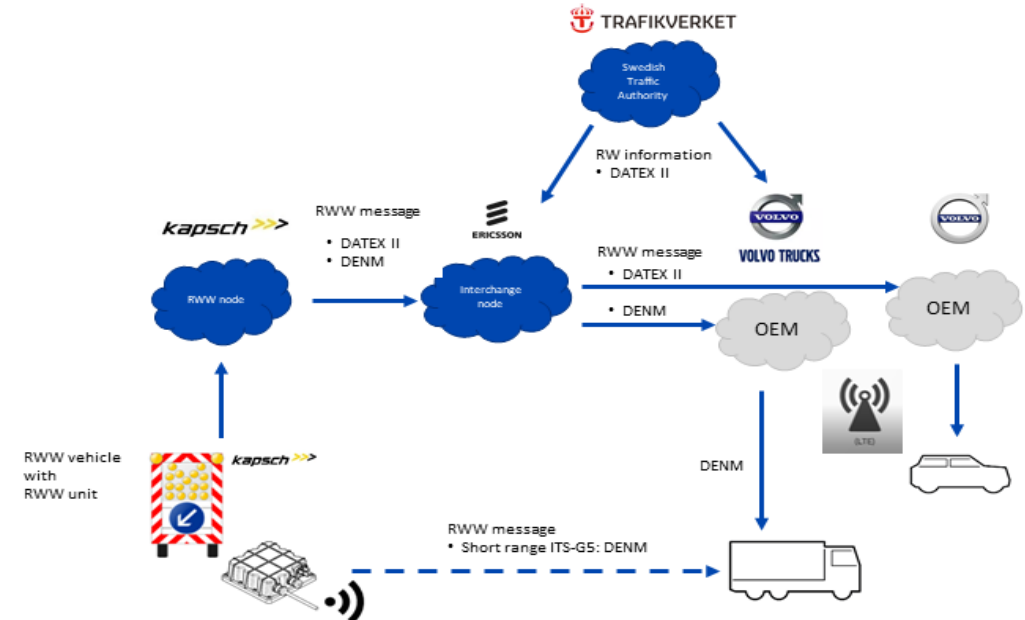 TRAFIKVERKET
Swedish
Traffic
Authority
RW information
• DATEX II
kapsch >>>
RWW message
• DATEX II
• DENM
ERICSSON
VOLVO
VOLVO TRUCKS
VOLVO
RWW message
• DATEX II
• DENM
RWW node
Interchange
node
OEM
OEM
(LTE)
RWW vehicle
with
RWW unit
kapsch >>>
DENM
RWW message
• Short range ITS-G5: DENM